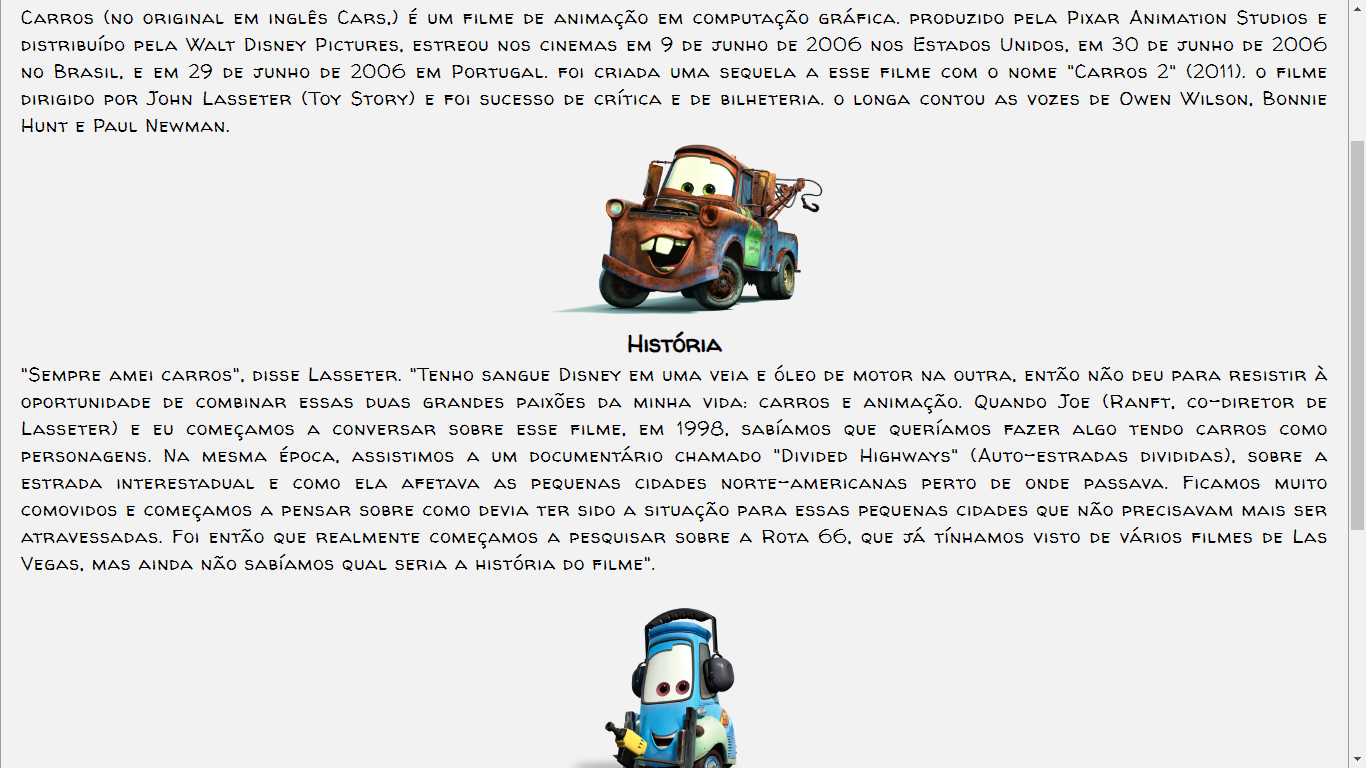 Carros (no original em inglês Cars,) é um filme de animação em computação gráfica. produzido pela Pixar Animation Studios e
distribuído pela Walt Disney Pictures, estreou nos cinemas em 9 de junho de 2006 nos Estados Unidos, em 30 de junho de 2006
no Brasil, e em 29 de junho de 2006 em Portugal. foi criada uma sequela a esse filme com o nome "Carros 2" (2011). o filme
dirigido por John Lasseter (Toy Story) e foi sucesso de crítica e de bilheteria. o longa contou as vozes de Owen Wilson, Bonnie
Hunt e Paul Newman.
História
"Sempre amei carros", disse Lasseter. "Tenho sangue Disney em uma veia e óleo de motor na outra, então não deu para resistir à
oportunidade de combinar essas duas grandes paixões da minha vida: carros e animação. Quando Joe (Ranft, co-diretor de
Lasseter) e eu começamos a conversar sobre esse filme, em 1998, sabíamos que queríamos fazer algo tendo carros como
personagens. Na mesma época, assistimos a um documentário chamado "Divided Highways" (Auto-estradas divididas), sobre a
estrada interestadual e como ela afetava as pequenas cidades norte-americanas perto de onde passava. Ficamos muito
comovidos e começamos a pensar sobre como devia ter sido a situação para essas pequenas cidades que não precisavam mais ser
atravessadas. Foi então que realmente começamos a pesquisar sobre a Rota 66, que já tínhamos visto de vários filmes de Las
Vegas, mas ainda não sabíamos qual seria a história do filme".